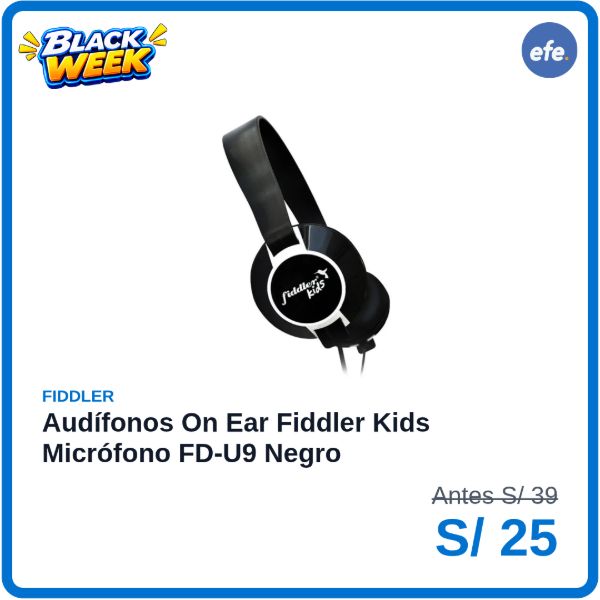 BLACK
WEEK
efe.
fiddler
kids
FIDDLER
Audífonos On Ear Fiddler Kids
Micrófono FD-U9 Negro
Antes S/ 39
S/ 25